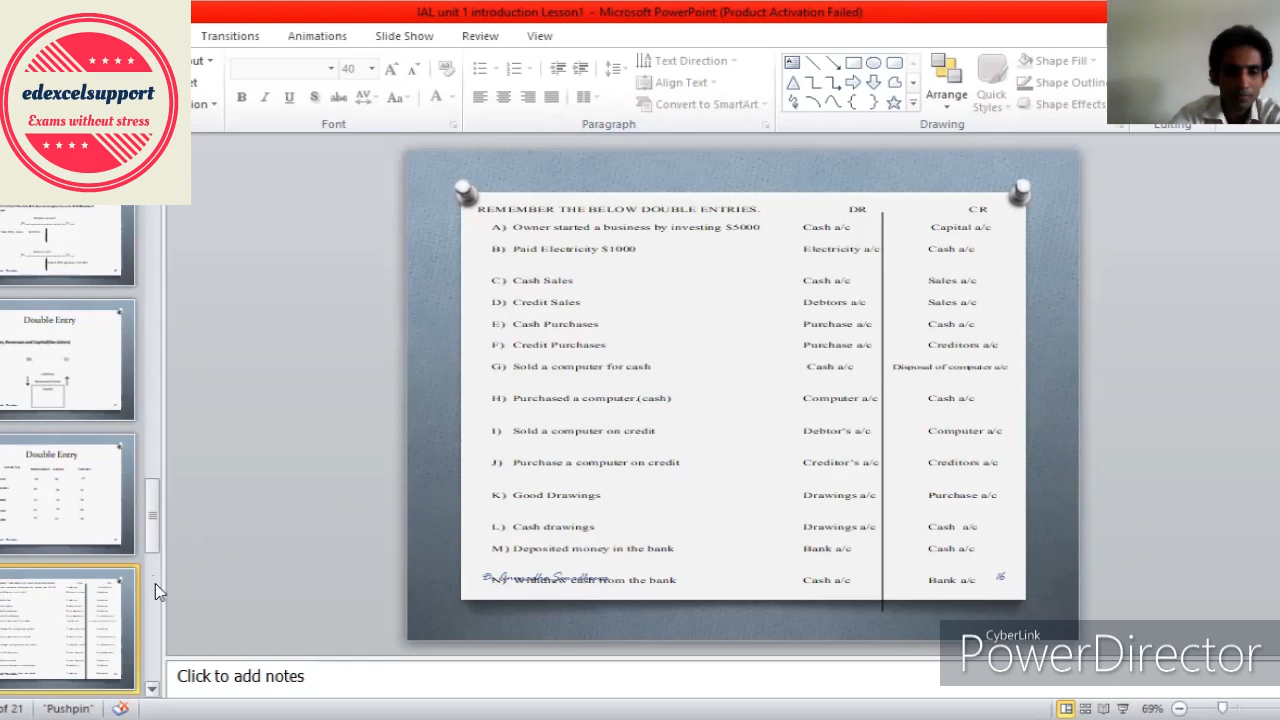 IAL unit 1 introduction Lesson1 - Microsoft PowerPoint (Product Activation Failed)
Transitions Animations Slide Show Review View
edexcelsupport
Exams without stress
40
Text Direction
Align Text
Convert to SmartArt
Arrange
Quick Styles
Shape Fill
Shape Outlin
Shape Effects
Font Paragraph Drawing Editing
Double Entry
Double Entry
REMEMBER THE BELOW DOUBLE ENTRIES. DR CR
A) Owner started a business by investing $5000 Cash a/c Capital a/c
B) Paid Electricity $1000 Electricity a/c Cash a/c
C) Cash Sales Cash a/c Sales a/c
D) Credit Sales Debtors a/c Sales a/c
E) Cash Purchases Purchase a/c Cash a/c
F) Credit Purchases Purchase a/c Creditors a/c
G) Sold a computer for cash Cash a/c Disposal of computer a/c
H) Purchased a computer.(cash) Computer a/c Cash a/c
I) Sold a computer on credit Debtor's a/c Computer a/c
J) Purchase a computer on credit Creditor's a/c Creditors a/c
K) Good Drawings Drawings a/c Purchase a/c
L) Cash drawings Drawings a/c Cash a/c
M) Deposited money in the bank Bank a/c Cash a/c
N) Withdrew cash from the bank Cash a/c Bank a/c
16
CyberLink
PowerDirector
Click to add notes
of 21 "Pushpin" 69%